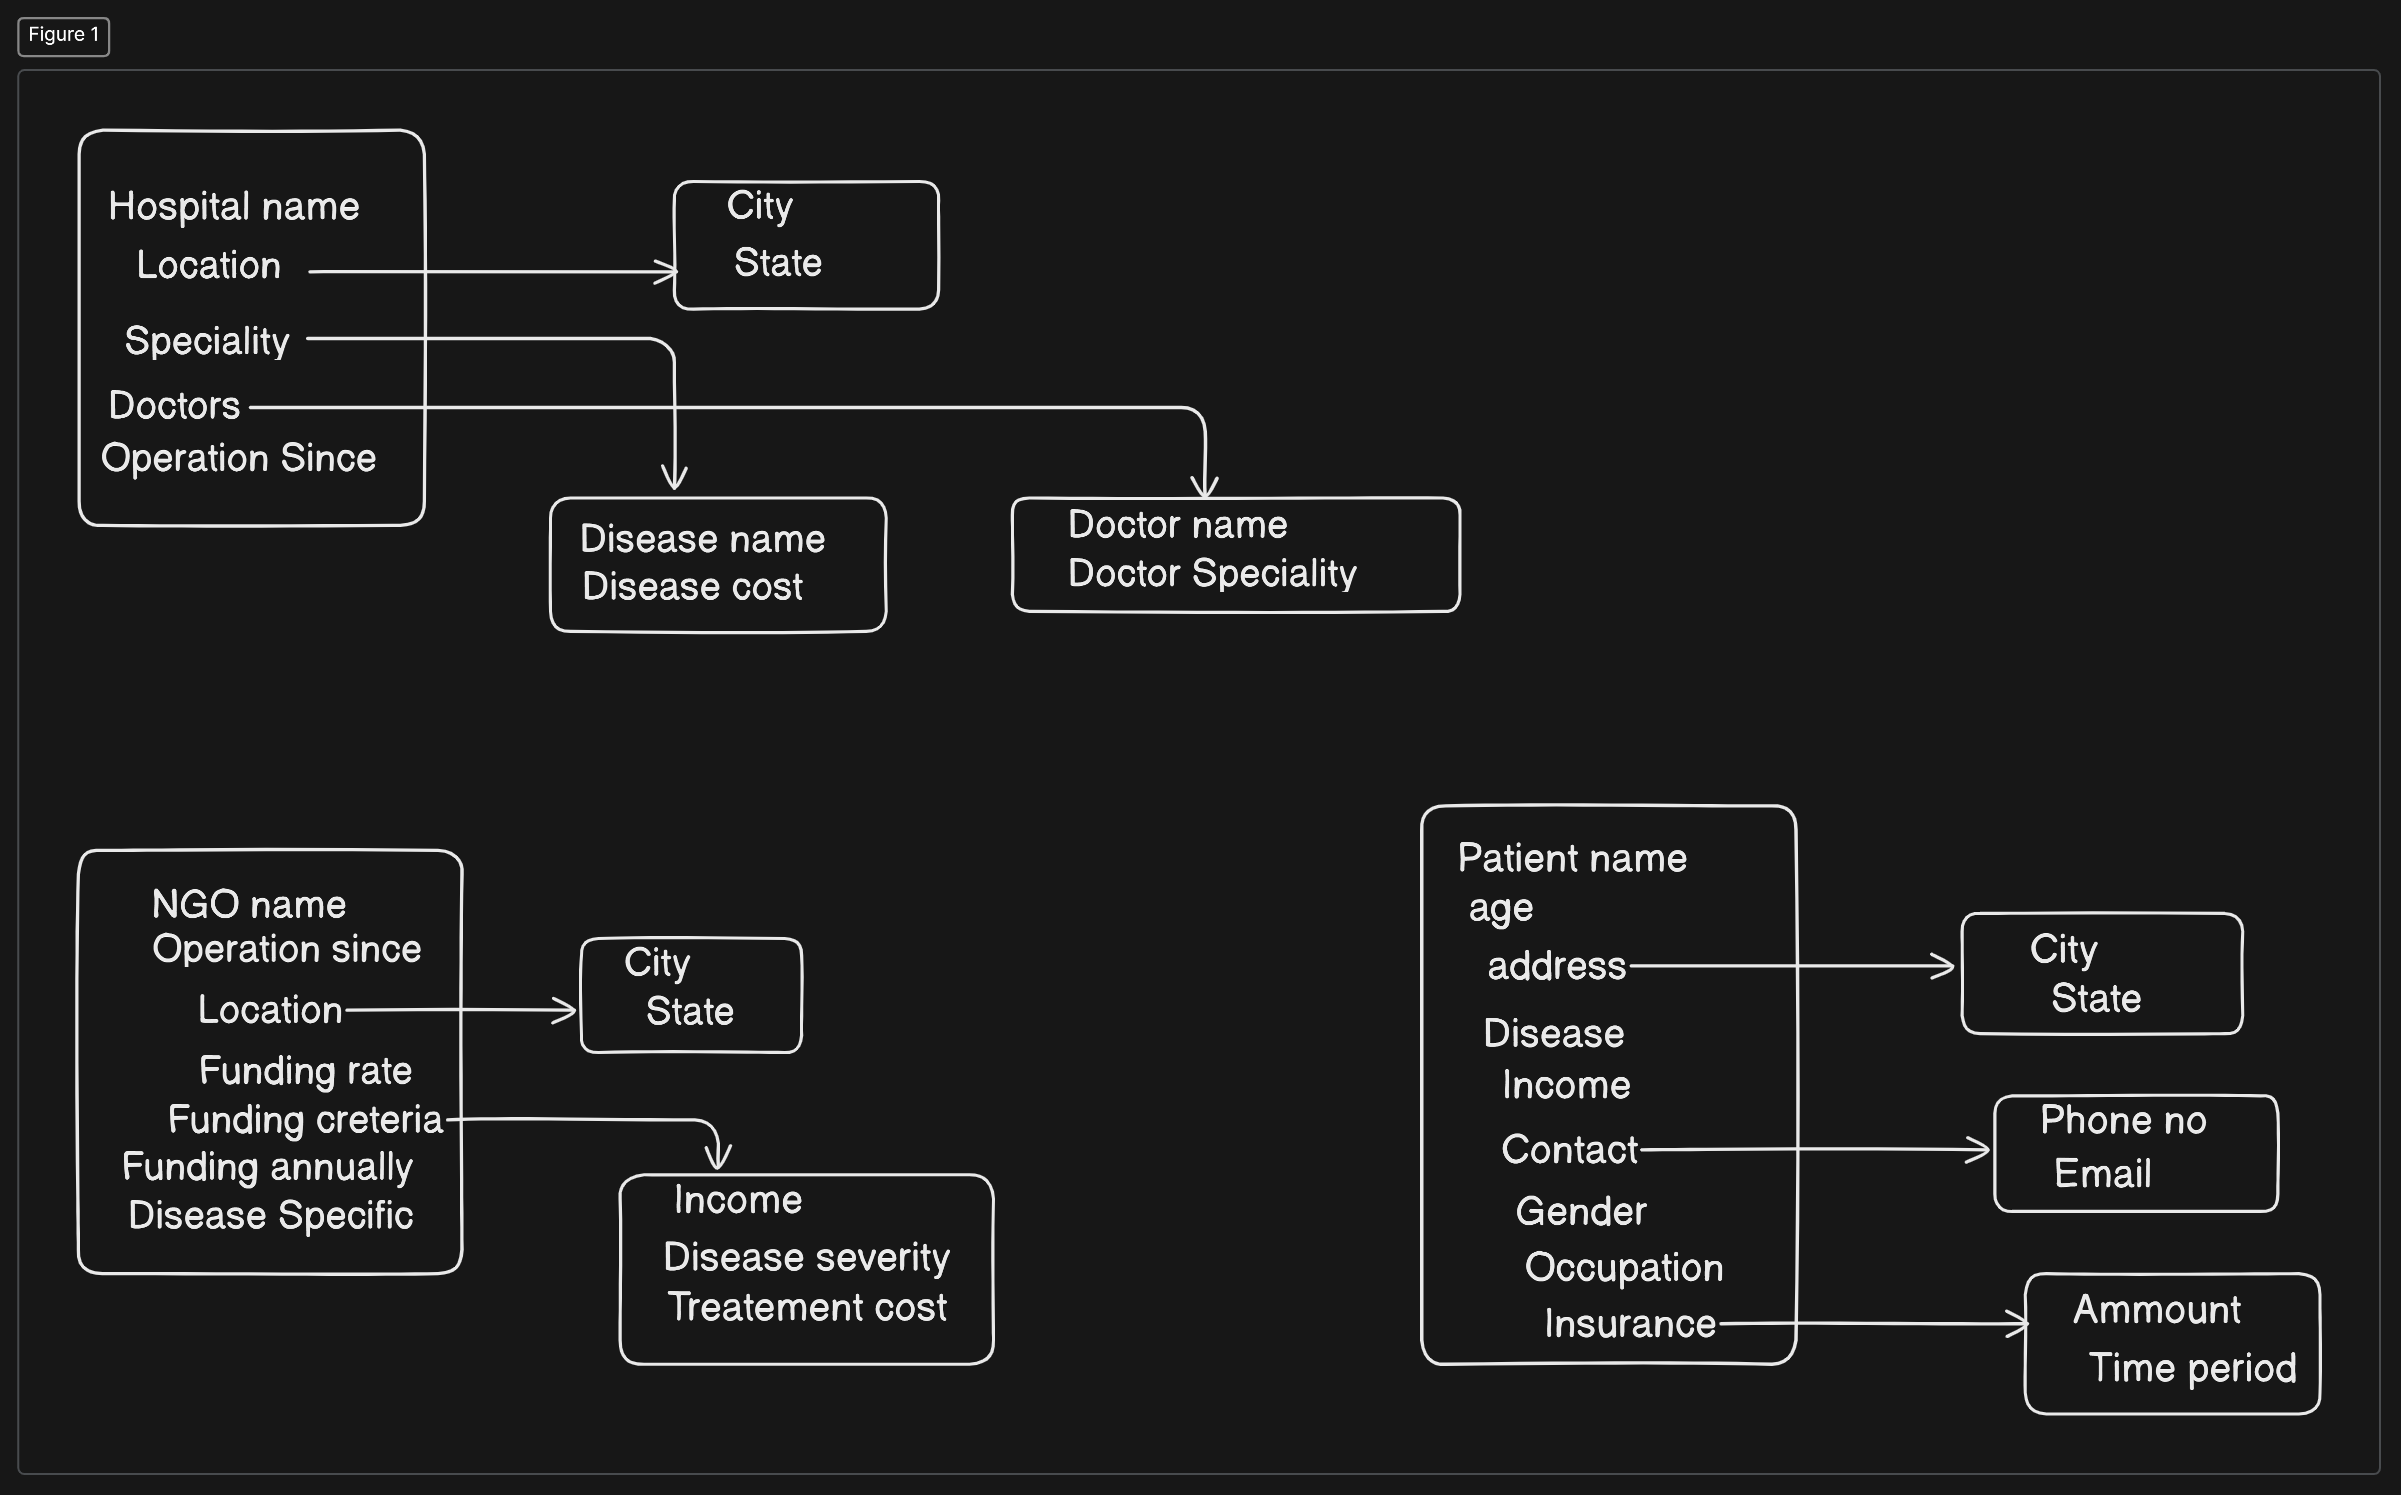 Figure 1
Hospital name
Location
Speciality
Doctors
Operation Since
City
State
Disease name
Disease cost
Doctor name
Doctor Speciality
NGO name
Operation since
Location
Funding rate
Funding creteria
Funding annually
Disease Specific
City
State
Income
Disease severity
Treatement cost
Patient name
age
address
Disease
Income
Contact
Gender
Occupation
Insurance
City
State
Phone no
Email
Ammount
Time period